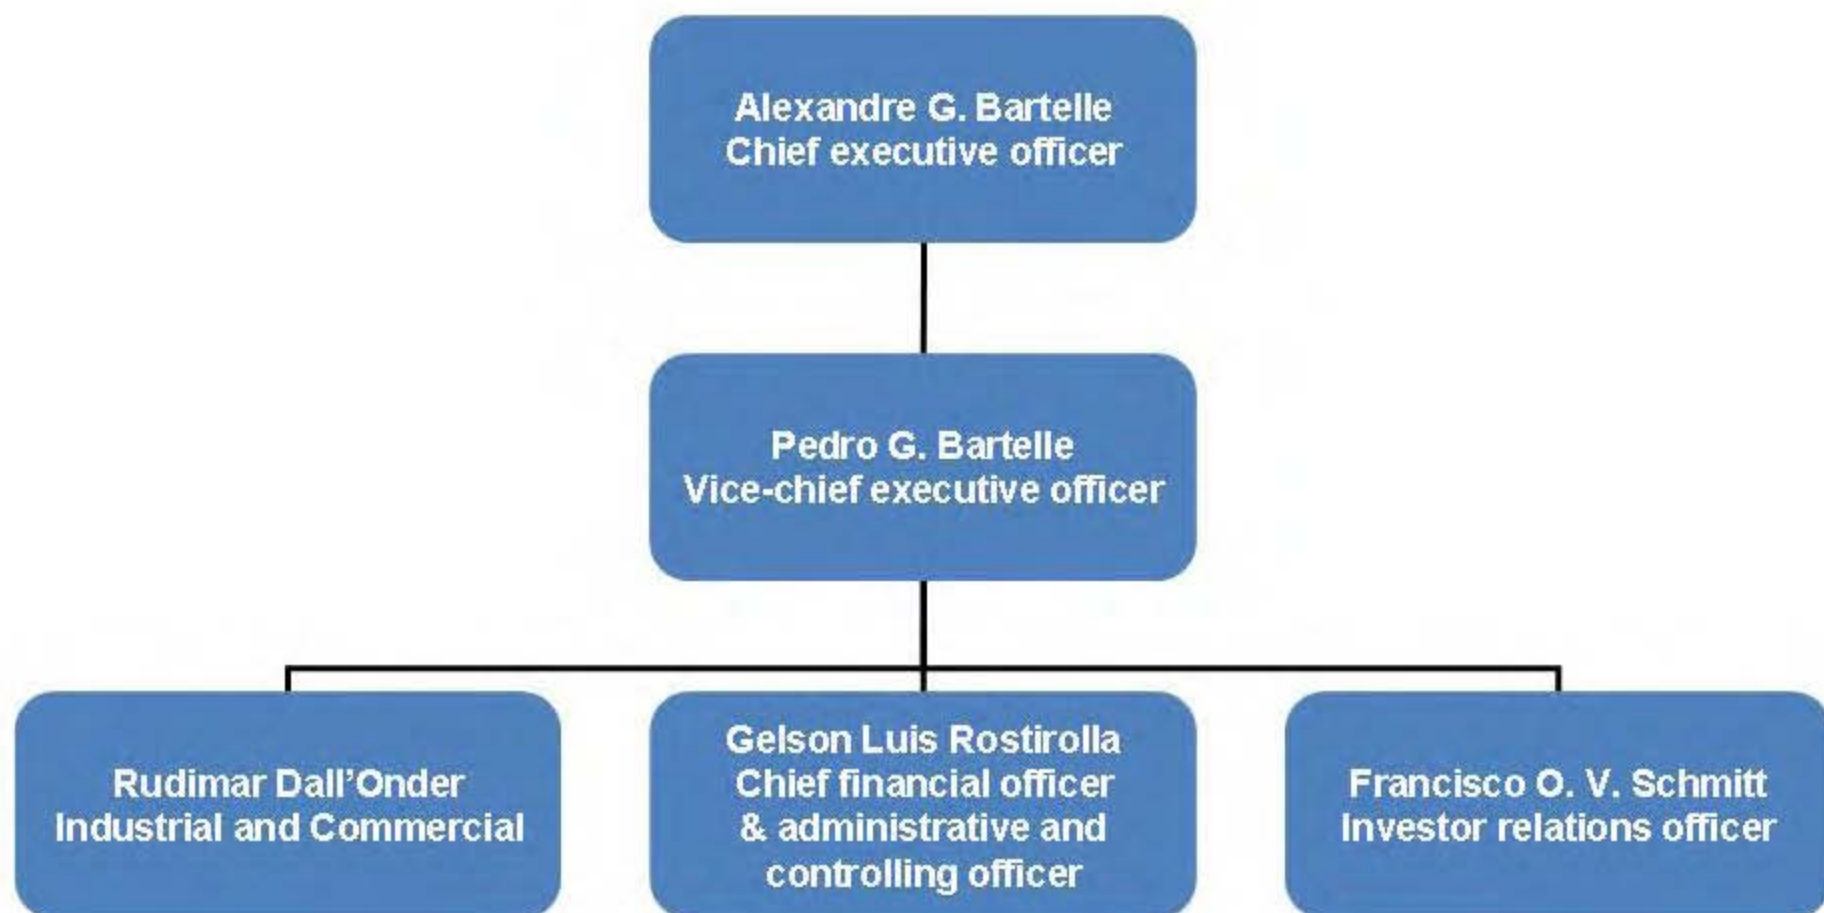 Alexandre G. Bartelle
Chief executive officer
Pedro G. Bartelle
Vice-chief executive officer
Rudimar Dall’Onder
Industrial and Commercial
Gelson Luis Rostirolla
Chief financial officer
& administrative and
controlling officer
Francisco O. V. Schmitt
Investor relations officer